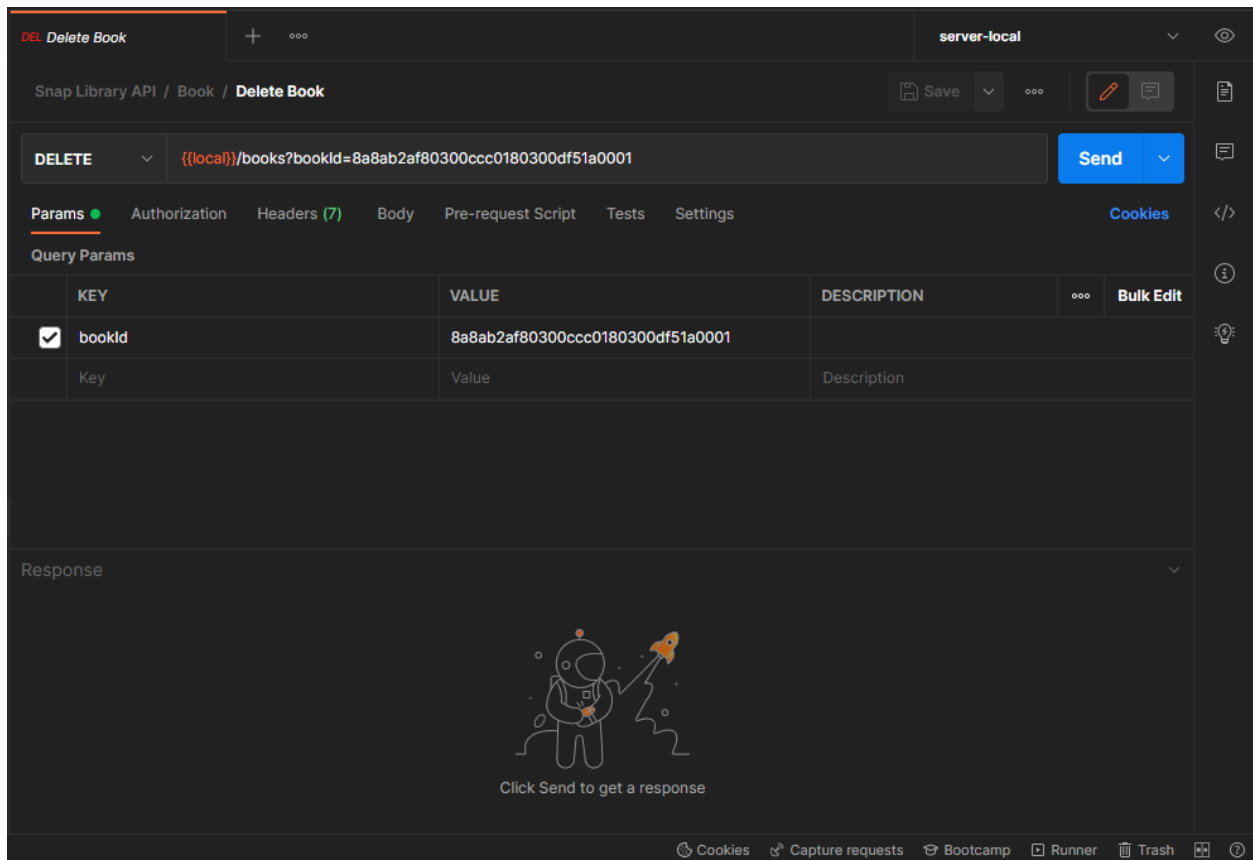 DEL Delete Book
server-local
Snap Library API / Book / Delete Book
Save
DELETE
{{local}}/books?bookId=8a8ab2af80300ccc0180300df51a0001
Send
Params Authorization Headers (7) Body Pre-request Script Tests Settings Cookies
Query Params
KEY VALUE DESCRIPTION Bulk Edit
bookId 8a8ab2af80300ccc0180300df51a0001
Key Value Description
Response
Click Send to get a response
Cookies Capture requests Bootcamp Runner Trash